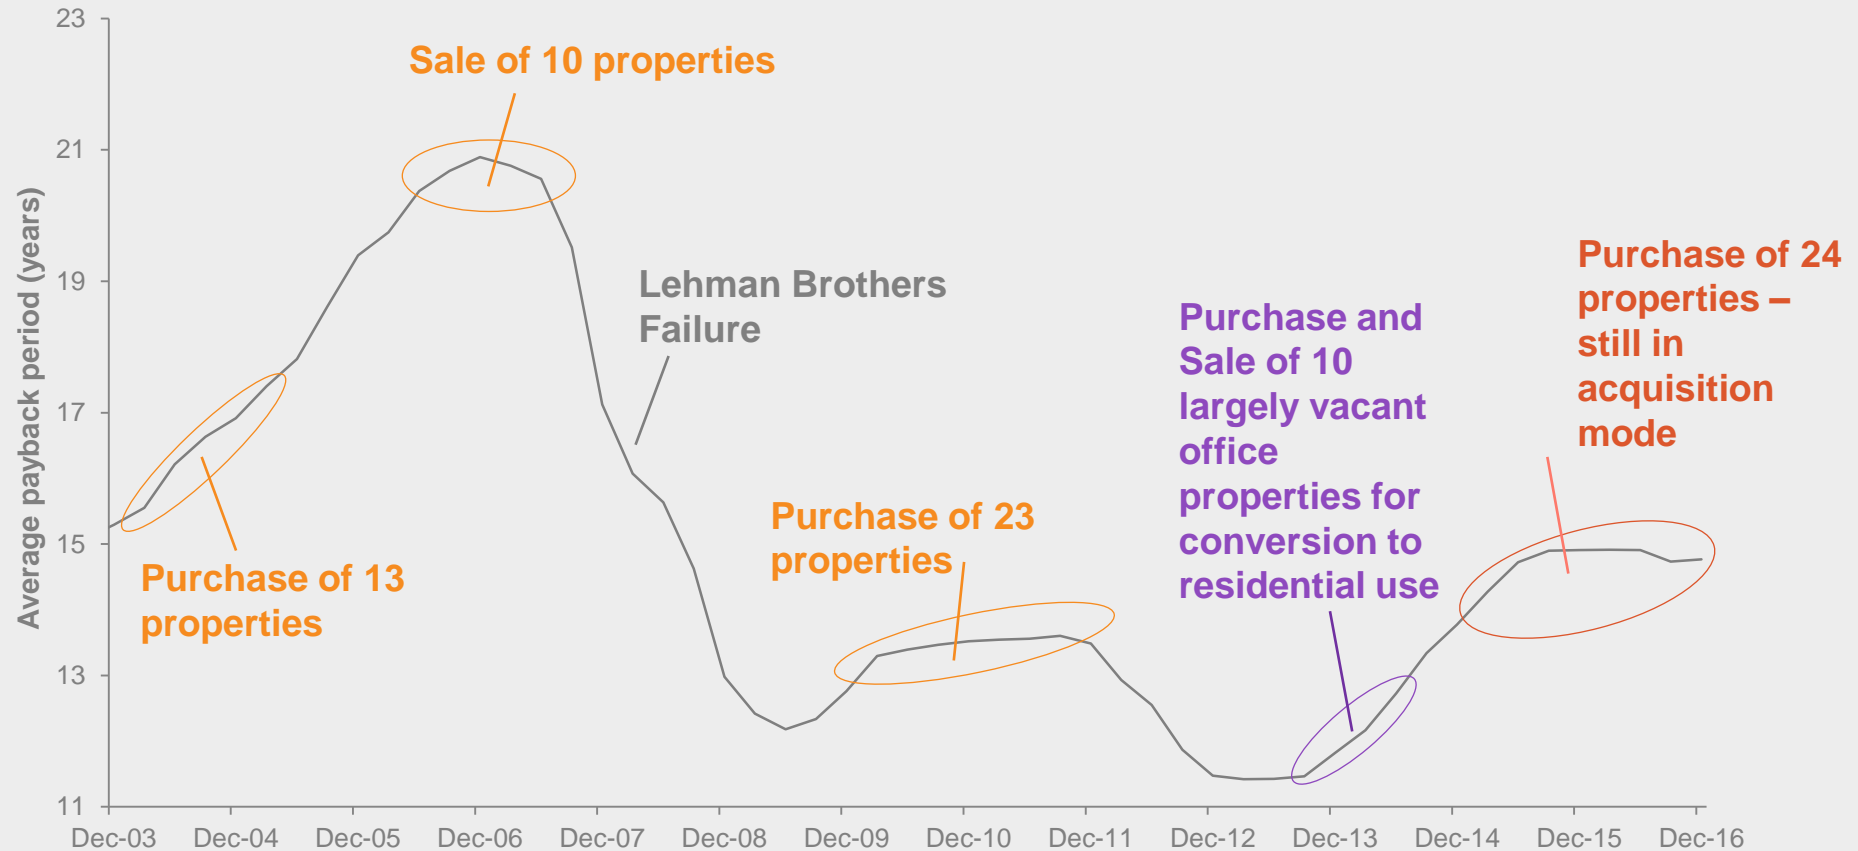 Average payback period (years)
23
21
19
17
15
13
11
Sale of 10 properties
Lehman Brothers
Failure
Purchase of 13
properties
Purchase of 23
properties
Purchase and
Sale of 10
largely vacant
office
properties for
conversion to
residential use
Purchase of 24
properties –
still in
acquisition
mode
Dec-03 Dec-04 Dec-05 Dec-06 Dec-07 Dec-08 Dec-09 Dec-10 Dec-11 Dec-12 Dec-13 Dec-14 Dec-15 Dec-16